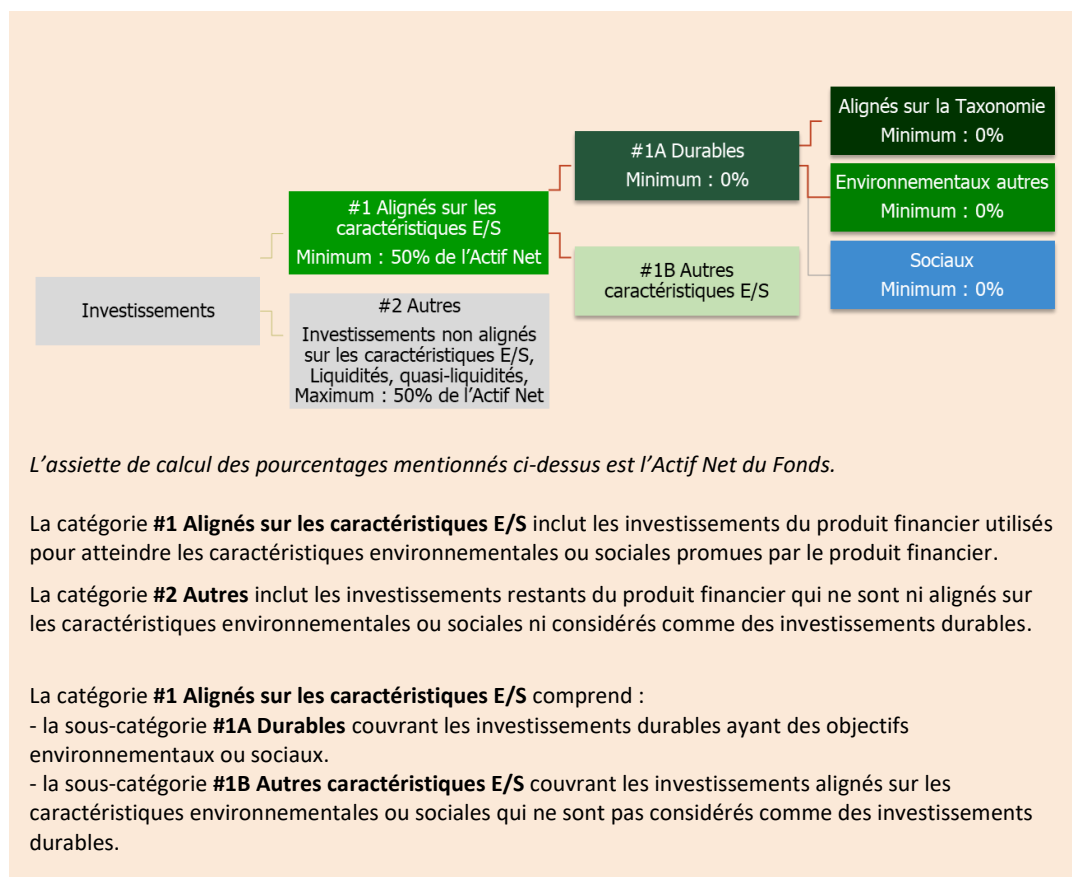 Alignés sur la Taxonomie
Minimum : 0%
#1A Durables
Minimum : 0%
Environnementaux autres
Minimum : 0%
#1 Alignés sur les
caractéristiques E/S
Minimum : 50% de l'Actif Net
Sociaux
Minimum : 0%
#1B Autres
caractéristiques E/S
Investissements
#2 Autres
Investissements non alignés
sur les caractéristiques E/S,
Liquidités, quasi-liquidités,
Maximum : 50% de l'Actif Net
L’assiette de calcul des pourcentages mentionnés ci-dessus est l’Actif Net du Fonds.
La catégorie #1 Alignés sur les caractéristiques E/S inclut les investissements du produit financier utilisés
pour atteindre les caractéristiques environnementales ou sociales promues par le produit financier.
La catégorie #2 Autres inclut les investissements restants du produit financier qui ne sont ni alignés sur
les caractéristiques environnementales ou sociales ni considérés comme des investissements durables.
La catégorie #1 Alignés sur les caractéristiques E/S comprend :
- la sous-catégorie #1A Durables couvrant les investissements durables ayant des objectifs
environnementaux ou sociaux.
- la sous-catégorie #1B Autres caractéristiques E/S couvrant les investissements alignés sur les
caractéristiques environnementales ou sociales qui ne sont pas considérés comme des investissements
durables.